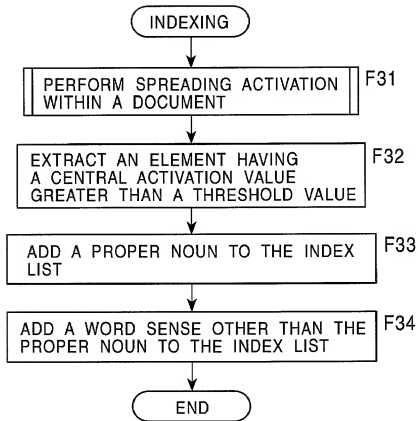 INDEXING
PERFORM SPREADING ACTIVATION
WITHIN A DOCUMENT
F31
EXTRACT AN ELEMENT HAVING
A CENTRAL ACTIVATION VALUE
GREATER THAN A THRESHOLD VALUE
F32
ADD A PROPER NOUN TO THE INDEX
LIST
F33
ADD A WORD SENSE OTHER THAN THE
PROPER NOUN TO THE INDEX LIST
F34
END